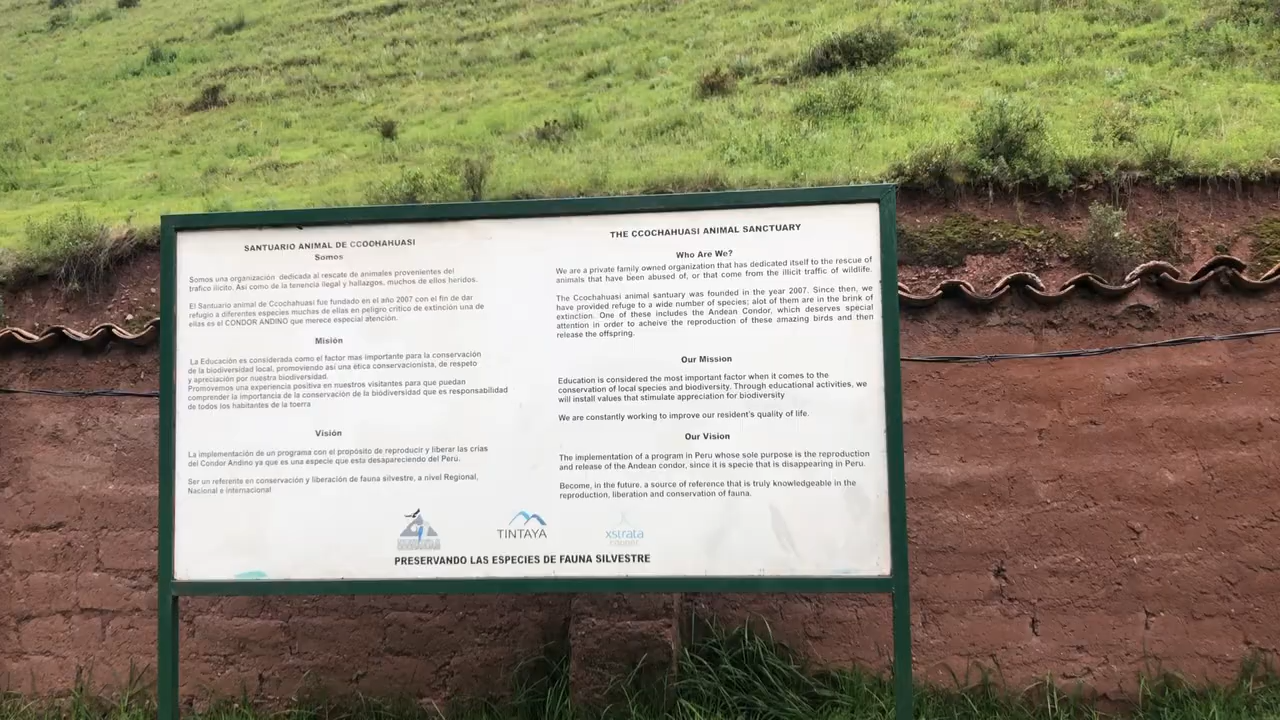 SANTUARIO ANIMAL DE CCOOHAHUASI
Somos
Somos una organización dedicada al rescate de animales provenientes del
trafico ilicito. Asi como de la tenencia ilegal y hallazgos, muchos de ellos heridos.
El Santuario animal de Ccochahuasi fue fundado en el año 2007 con el fin de dar
refugio a diferentes especies muchas de ellas en peligro critico de extinción una de
ellas es el CONDOR ANDINO que merece especial atención.
Misión
La Educación es considerada como el factor mas importante para la conservación
de la biodiversidad local, promoviendo así una ética conservacionista, de respeto
y apreciación por nuestra biodiversidad.
Promovemos una experiencia positiva en nuestros visitantes para que puedan
comprender la importancia de la conservación de la biodiversidad que es responsabilidad
de todos los habitantes de la toerra
Visión
La implementación de un programa con el propósito de reproducir y liberar las crias
del Condor Andino ya que es una especie que esta desapareciendo del Perú.
Ser un referente en conservación y liberación de fauna silvestre, a nivel Regional,
Nacional e internacional
THE CCOCHAHUASI ANIMAL SANCTUARY
Who Are We?
We are a private family owned organization that has dedicated itself to the rescue of
animals that have been abused of, or that come from the illicit traffic of wildlife.
The Ccochahuasi animal santuary was founded in the year 2007. Since then, we
have provided refuge to a wide number of species; alot of them are in the brink of
extinction. One of these includes the Andean Condor, which deserves special
attention in order to acheive the reproduction of these amazing birds and then
release the offspring.
Our Mission
Education is considered the most important factor when it comes to the
conservation of local species and biodiversity. Through educational activities, we
will install values that stimulate appreciation for biodiversity
We are constantly working to improve our resident's quality of life.
Our Vision
The implementation of a program in Peru whose sole purpose is the reproduction
and release of the Andean condor, since it is specie that is disappearing in Peru.
Become, in the future, a source of reference that is truly knowledgeable in the
reproduction, liberation and conservation of fauna.
TINTAYA
xstrata
copper
PRESERVANDO LAS ESPECIES DE FAUNA SILVESTRE